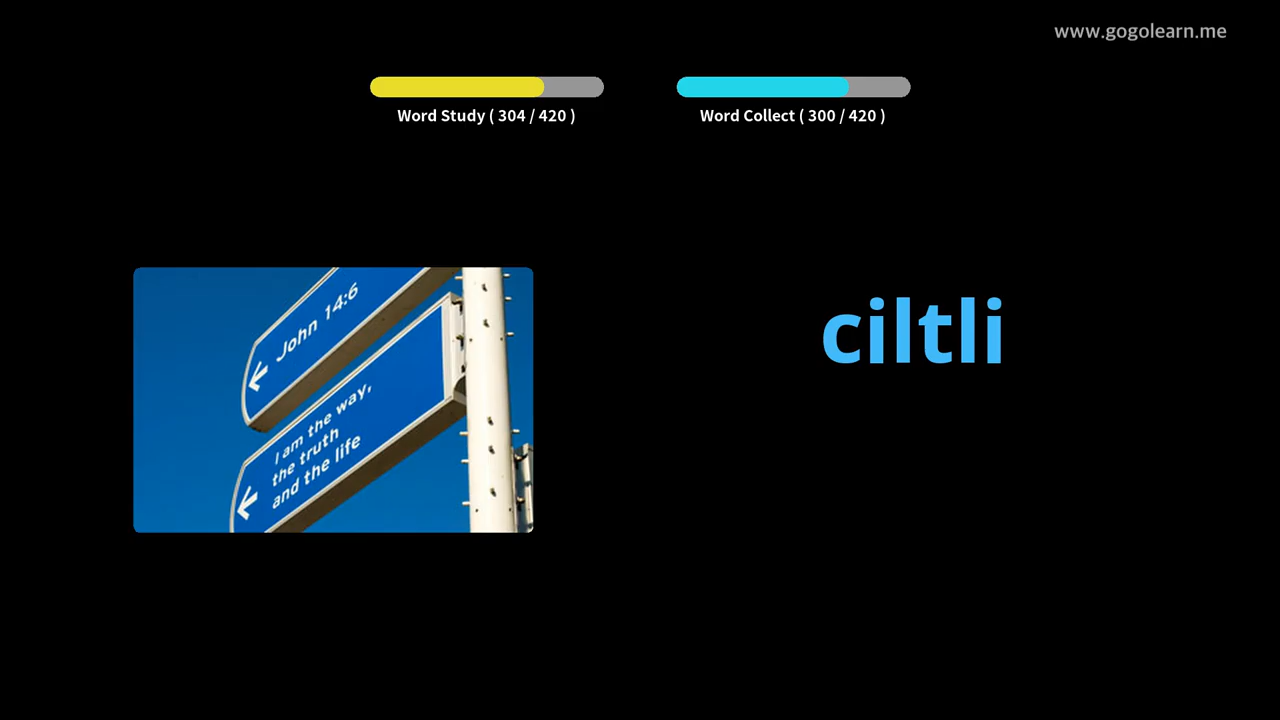 www.gogolearn.me
Word Study ( 304 / 420 )
Word Collect ( 300 / 420 )
John 14:6
I am the way,
the truth
and the life
ciltli